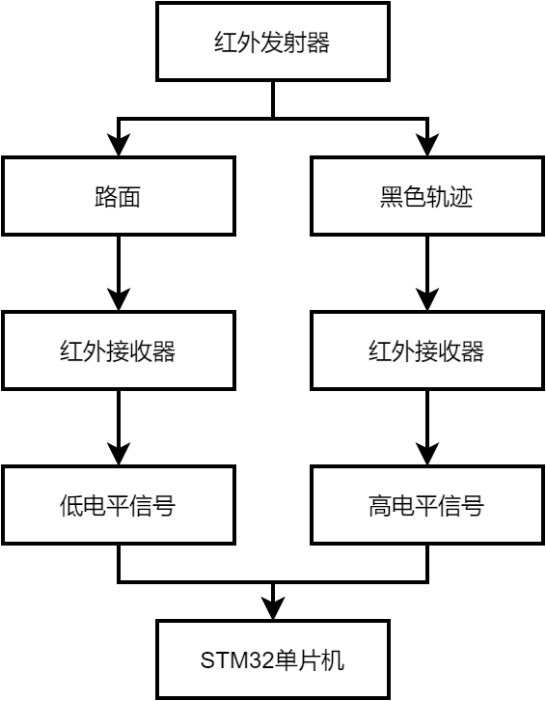 红外发射器
路面
黑色轨迹
红外接收器
红外接收器
低电平信号
高电平信号
STM32单片机